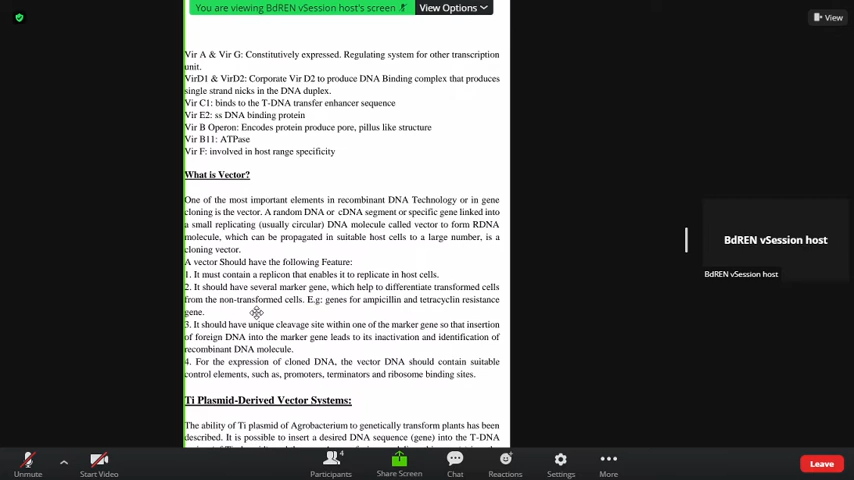 You are viewing BdREN vSession host's screen
View Options
View
Vir A & Vir G: Constitutively expressed. Regulating system for other transcription
unit.
VirD1 & VirD2: Corporate Vir D2 to produce DNA Binding complex that produces
single strand nicks in the DNA duplex.
Vir C1: binds to the T-DNA transfer enhancer sequence
Vir E2: ss DNA binding protein
Vir B Operon: Encodes protein produce pore, pillus like structure
Vir B11: ATPase
Vir F: involved in host range specificity
What is Vector?
One of the most important elements in recombinant DNA Technology or in gene
cloning is the vector. A random DNA or cDNA segment or specific gene linked into
a small replicating (usually circular) DNA molecule called vector to form RDNA
molecule, which can be propagated in suitable host cells to a large number, is a
cloning vector.
A vector Should have the following Feature:
1. It must contain a replicon that enables it to replicate in host cells.
2. It should have several marker gene, which help to differentiate transformed cells
from the non-transformed cells. E.g: genes for ampicillin and tetracyclin resistance
gene.
3. It should have unique cleavage site within one of the marker gene so that insertion
of foreign DNA into the marker gene leads to its inactivation and identification of
recombinant DNA molecule.
4. For the expression of cloned DNA, the vector DNA should contain suitable
control elements, such as, promoters, terminators and ribosome binding sites.
Ti Plasmid-Derived Vector Systems:
The ability of Ti plasmid of Agrobacterium to genetically transform plants has been
described. It is possible to insert a desired DNA sequence (gene) into the T-DNA
BdREN vSession host
BdREN vSession host
Unmute
Start Video
4
Participants
Share Screen
Chat
Reactions
Settings
More
Leave